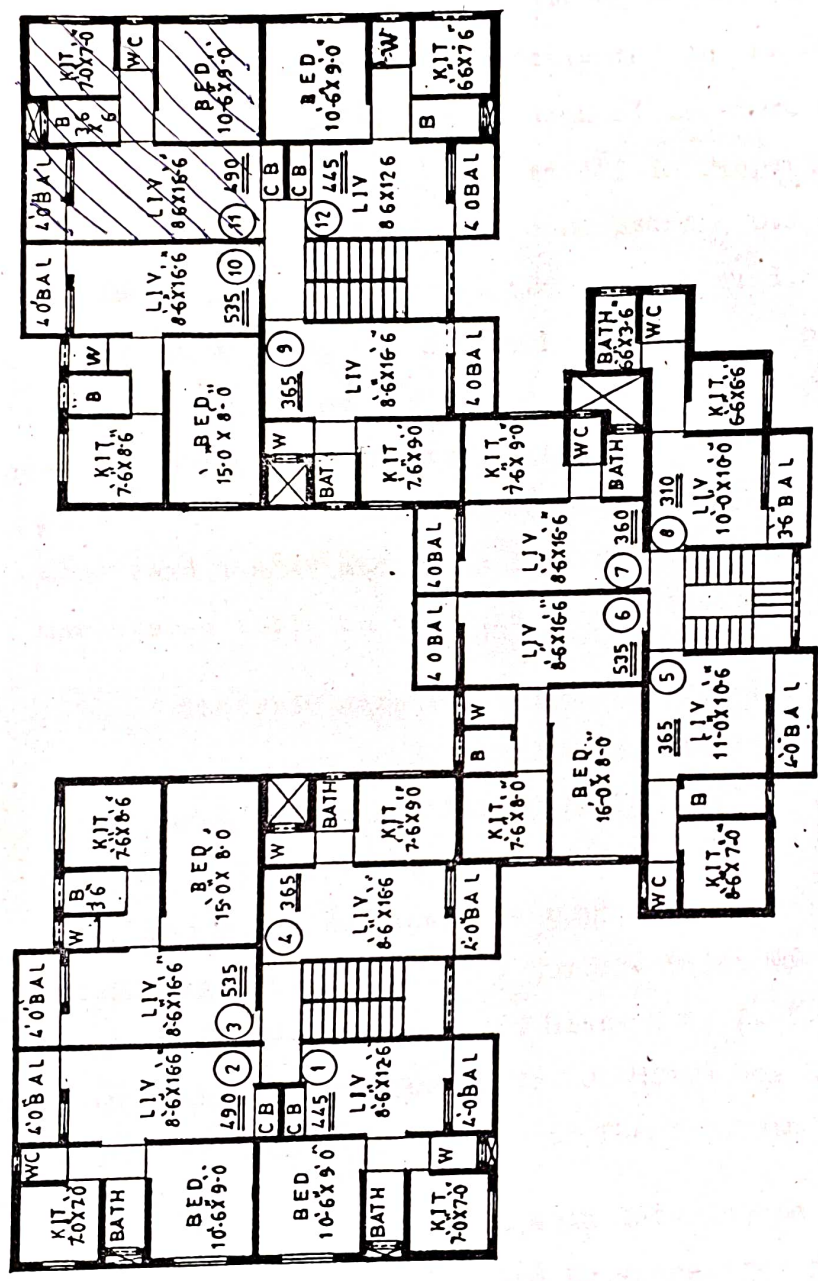 KIT
7-0X7-0
WC
BED
10-6X9-0
B
3 6
X 6
4'0"BAL
LIV
8-6X16-6
490
11
CB
BED
10-6X9-0
W
KIT
6-6X7-6
B
CB
445
12
LIV
8-6X12-6
4-0BAL
4-0BAL
LIV
8-6X16-6
535
10
W
B
KIT
7-6X8-6
BED
15-0 X 8-0
9
365
LIV
8-6X16-6
4-0BAL
W
BAT
KIT
7-6X9-0
KIT
7-6X9-0
WC
BATH
4-0BAL
LIV
8-6X16-6
360
7
BATH
6-6X3-6
WC
KIT
6-6X6-6
310
8
LIV
10-0X10-0
3-6 BAL
4-0BAL
LIV
8-6X16-6
535
6
W
B
KIT
7-6X8-0
BED
16-0X8-0
5
365
LIV
11-0X10-6
4-0BAL
B
WC
KIT
8-6X7-0
KIT
7-6X8-6
BED
15-0X8-0
B
3 6
W
4-0BAL
LIV
8-6X16-6
535
3
BATH
W
KIT
7-6X9-0
365
4
LIV
8-6X16-6
4-0BAL
4-0BAL
LIV
8-6X16-6
490
2
CB
CB
1
445
LIV
8-6X12-6
4-0BAL
WC
KIT
7-0X7-0
BATH
BED
10-6X9-0
BED
10-6X9-0
BATH
W
KIT
7-0X7-0